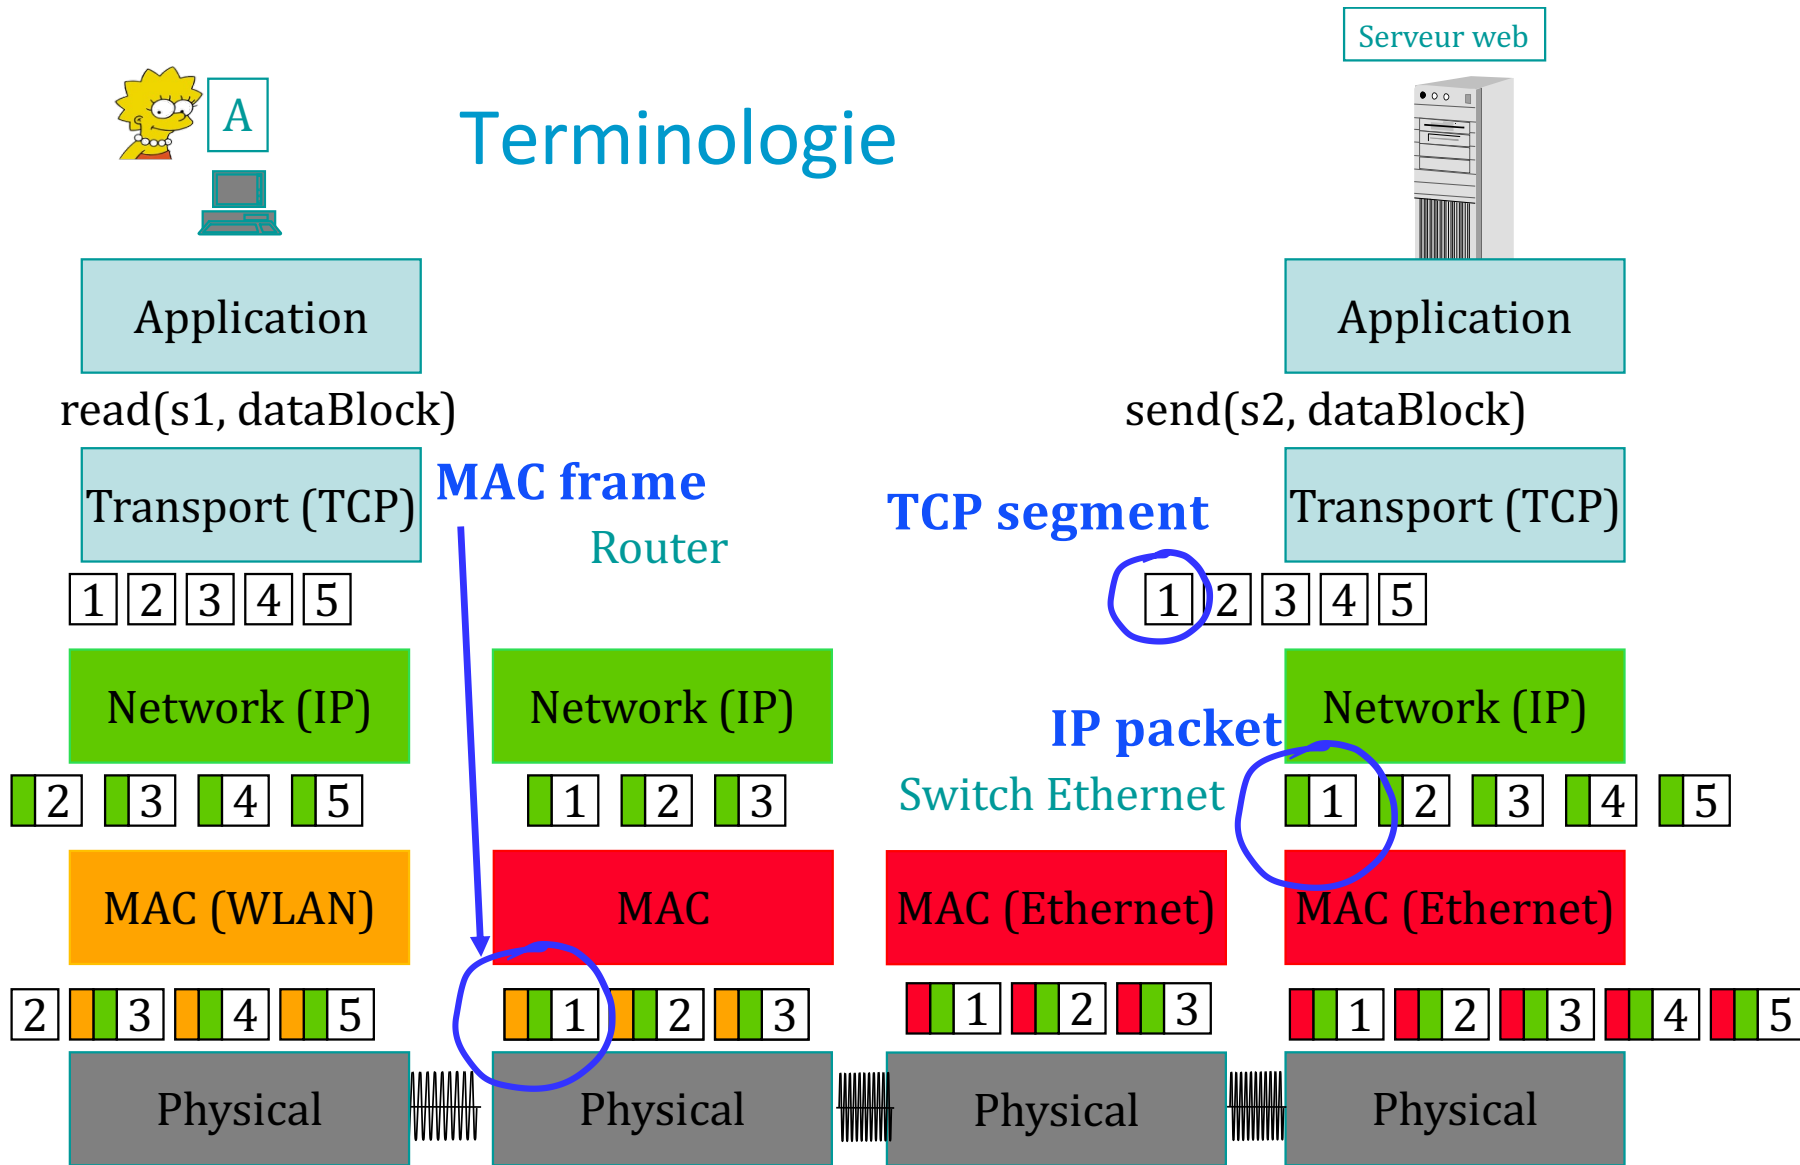 Serveur web
A
Terminologie
Application
Application
read(s1, dataBlock)
send(s2, dataBlock)
Transport (TCP)
MAC frame
TCP segment
Transport (TCP)
Router
1 2 3 4 5
1 2 3 4 5
Network (IP)
Network (IP)
IP packet
Network (IP)
Switch Ethernet
2 3 4 5
1 2 3
1 2 3 4 5
MAC (WLAN)
MAC
MAC (Ethernet)
MAC (Ethernet)
2 3 4 5
1 2 3
1 2 3
1 2 3 4 5
Physical
Physical
Physical
Physical